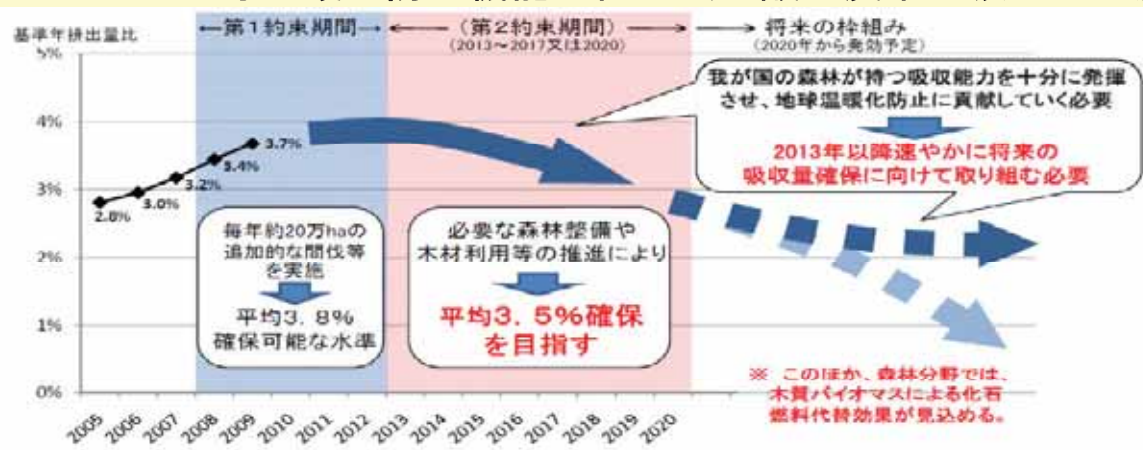 基準年排出量比
←第1約束期間→
←（第2約束期間）→
（2013～2017又は2020）
将来の枠組み
（2020年から発効予定）
5%
4%
3%
2%
1%
0%
我が国の森林が持つ吸収能力を十分に発揮
させ、地球温暖化防止に貢献していく必要
2013年以降速やかに将来の
吸収量確保に向けて取り組む必要
2.8%
3.0%
3.2%
3.4%
3.7%
毎年約20万haの
追加的な間伐等
を実施
平均3．8%
確保可能な水準
必要な森林整備や
木材利用等の推進により
平均3．5%確保
を目指す
※ このほか、森林分野では、
木質バイオマスによる化石
燃料代替効果が見込める。
2005 2006 2007 2008 2009 2010 2011 2012 2013 2014 2015 2016 2017 2018 2019 2020